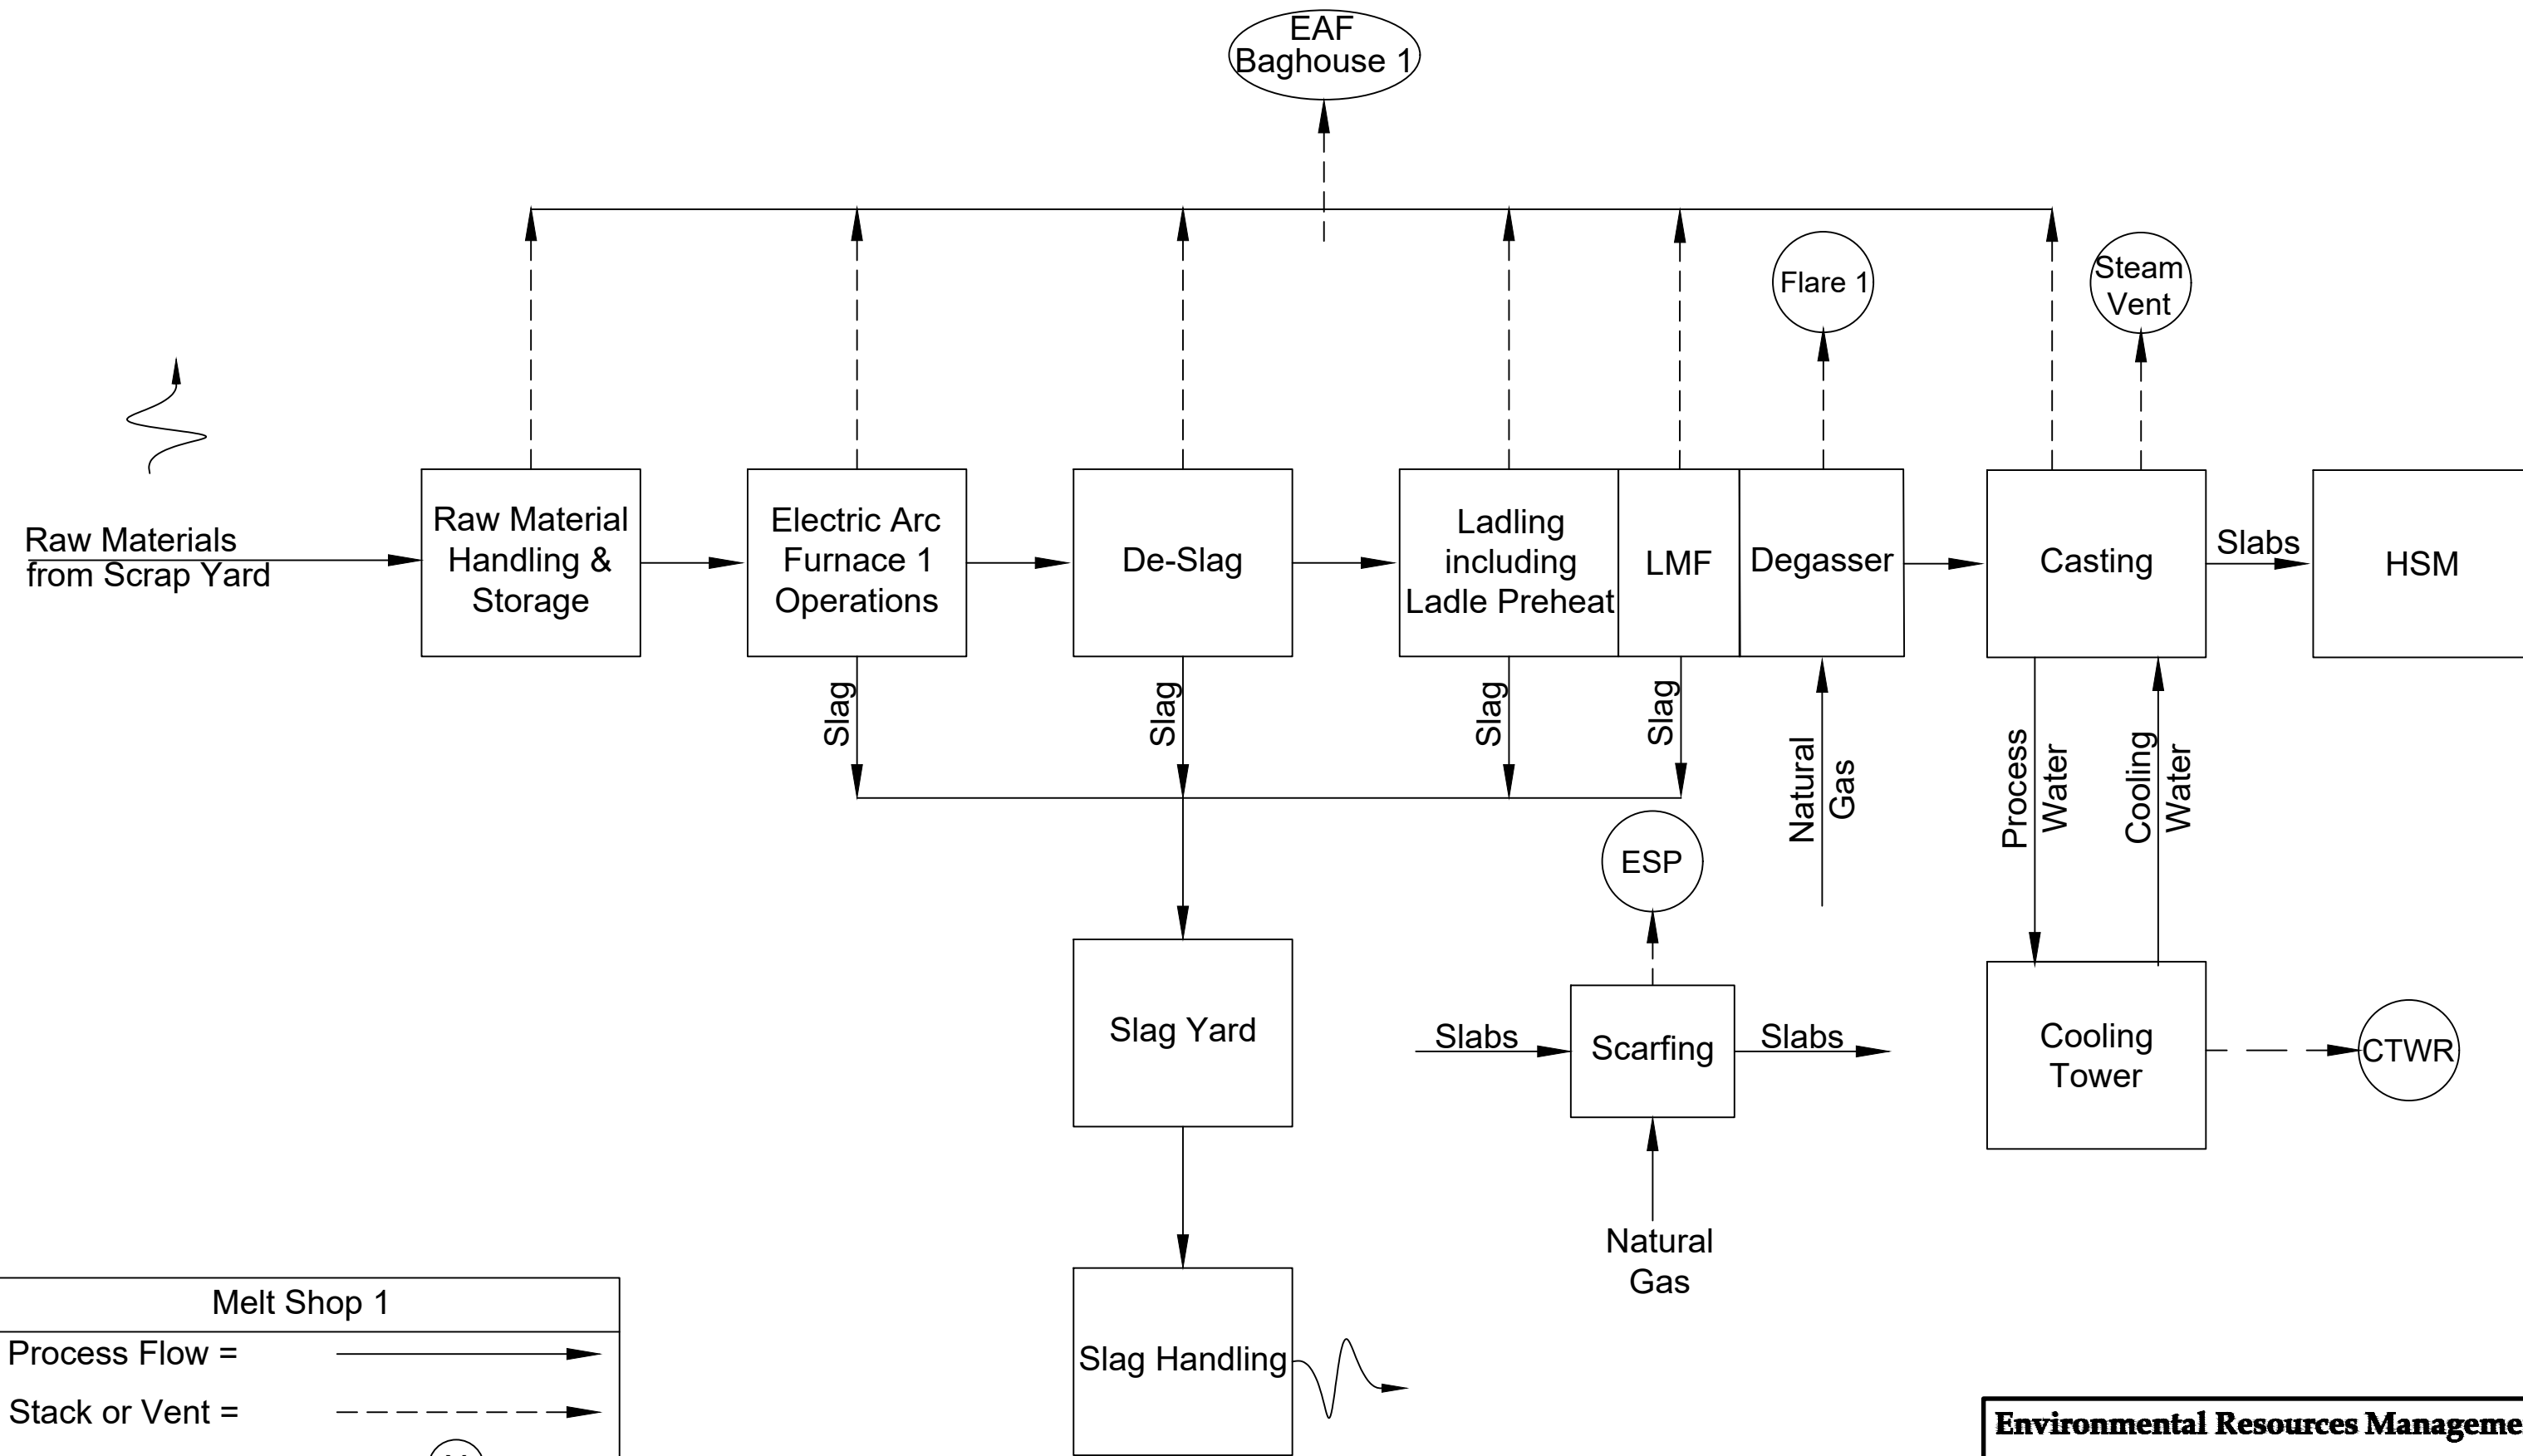 EAF
Baghouse 1
Flare 1
Steam
Vent
Raw Materials
from Scrap Yard
Raw Material
Handling &
Storage
Electric Arc
Furnace 1
Operations
De-Slag
Ladling
including
Ladle Preheat
LMF
Degasser
Casting
Slabs
HSM
Slag
Slag
Slag
Slag
Natural
Gas
Process
Water
Cooling
Water
ESP
Slag Yard
Slabs
Scarfing
Slabs
Cooling
Tower
CTWR
Natural
Gas
Slag Handling
Melt Shop 1
Process Flow =
Stack or Vent =
Environmental Resources